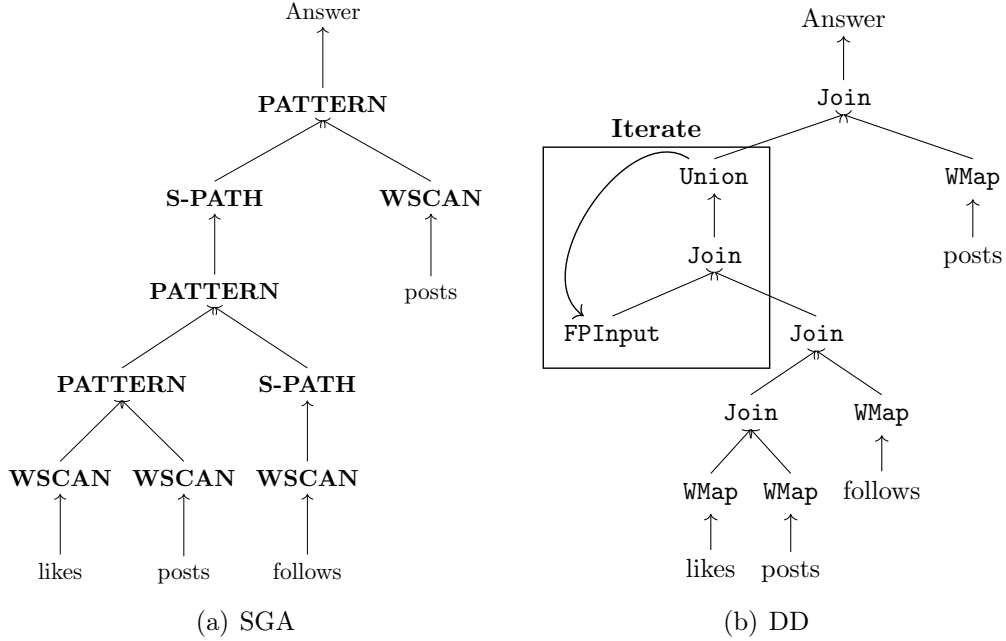 Answer
PATTERN
S-PATH WSCAN
PATTERN posts
PATTERN S-PATH
WSCAN WSCAN WSCAN
likes posts follows
(a) SGA
Answer
Join
Iterate
Union WMap
Join posts
FPInput Join
Join WMap
WMap WMap follows
likes posts
(b) DD